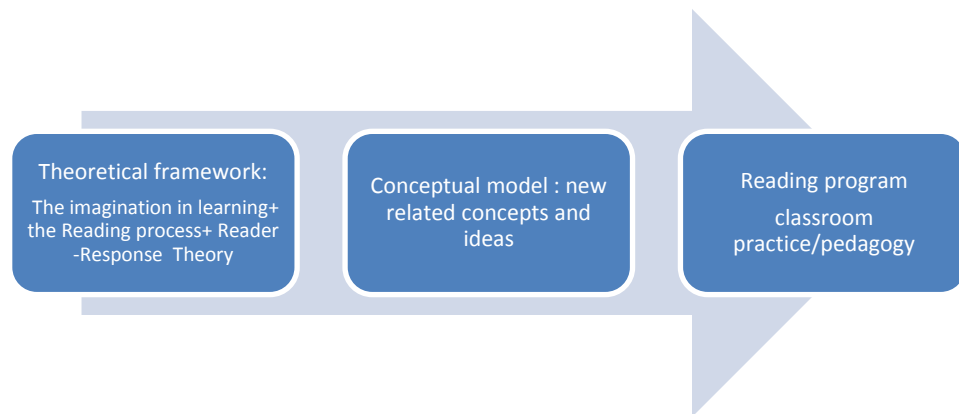 Theoretical framework:
The imagination in learning+
the Reading process+ Reader
-Response Theory
Conceptual model : new
related concepts and
ideas
Reading program
classroom
practice/pedagogy